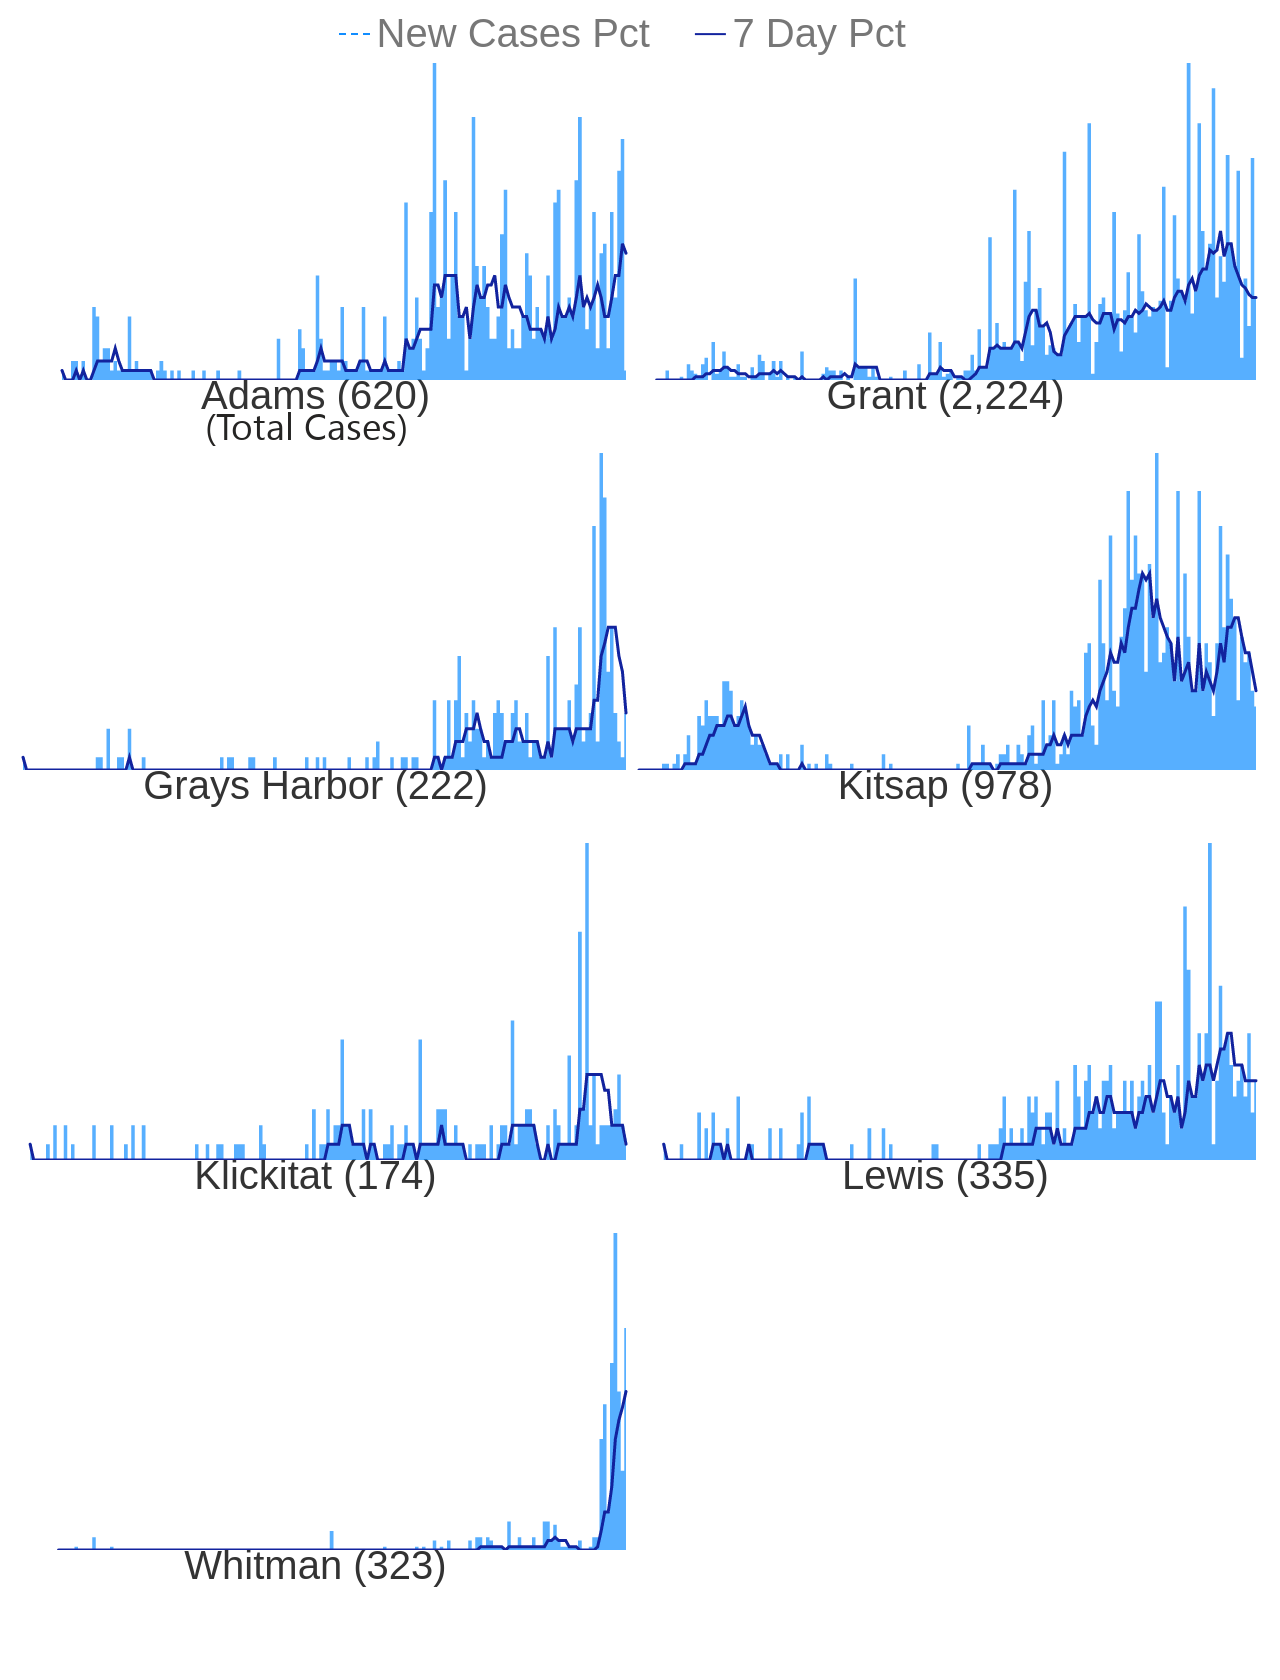 New Cases Pct 7 Day Pct
Adams (620)
(Total Cases)
Grant (2,224)
Grays Harbor (222)
Kitsap (978)
Klickitat (174)
Lewis (335)
Whitman (323)